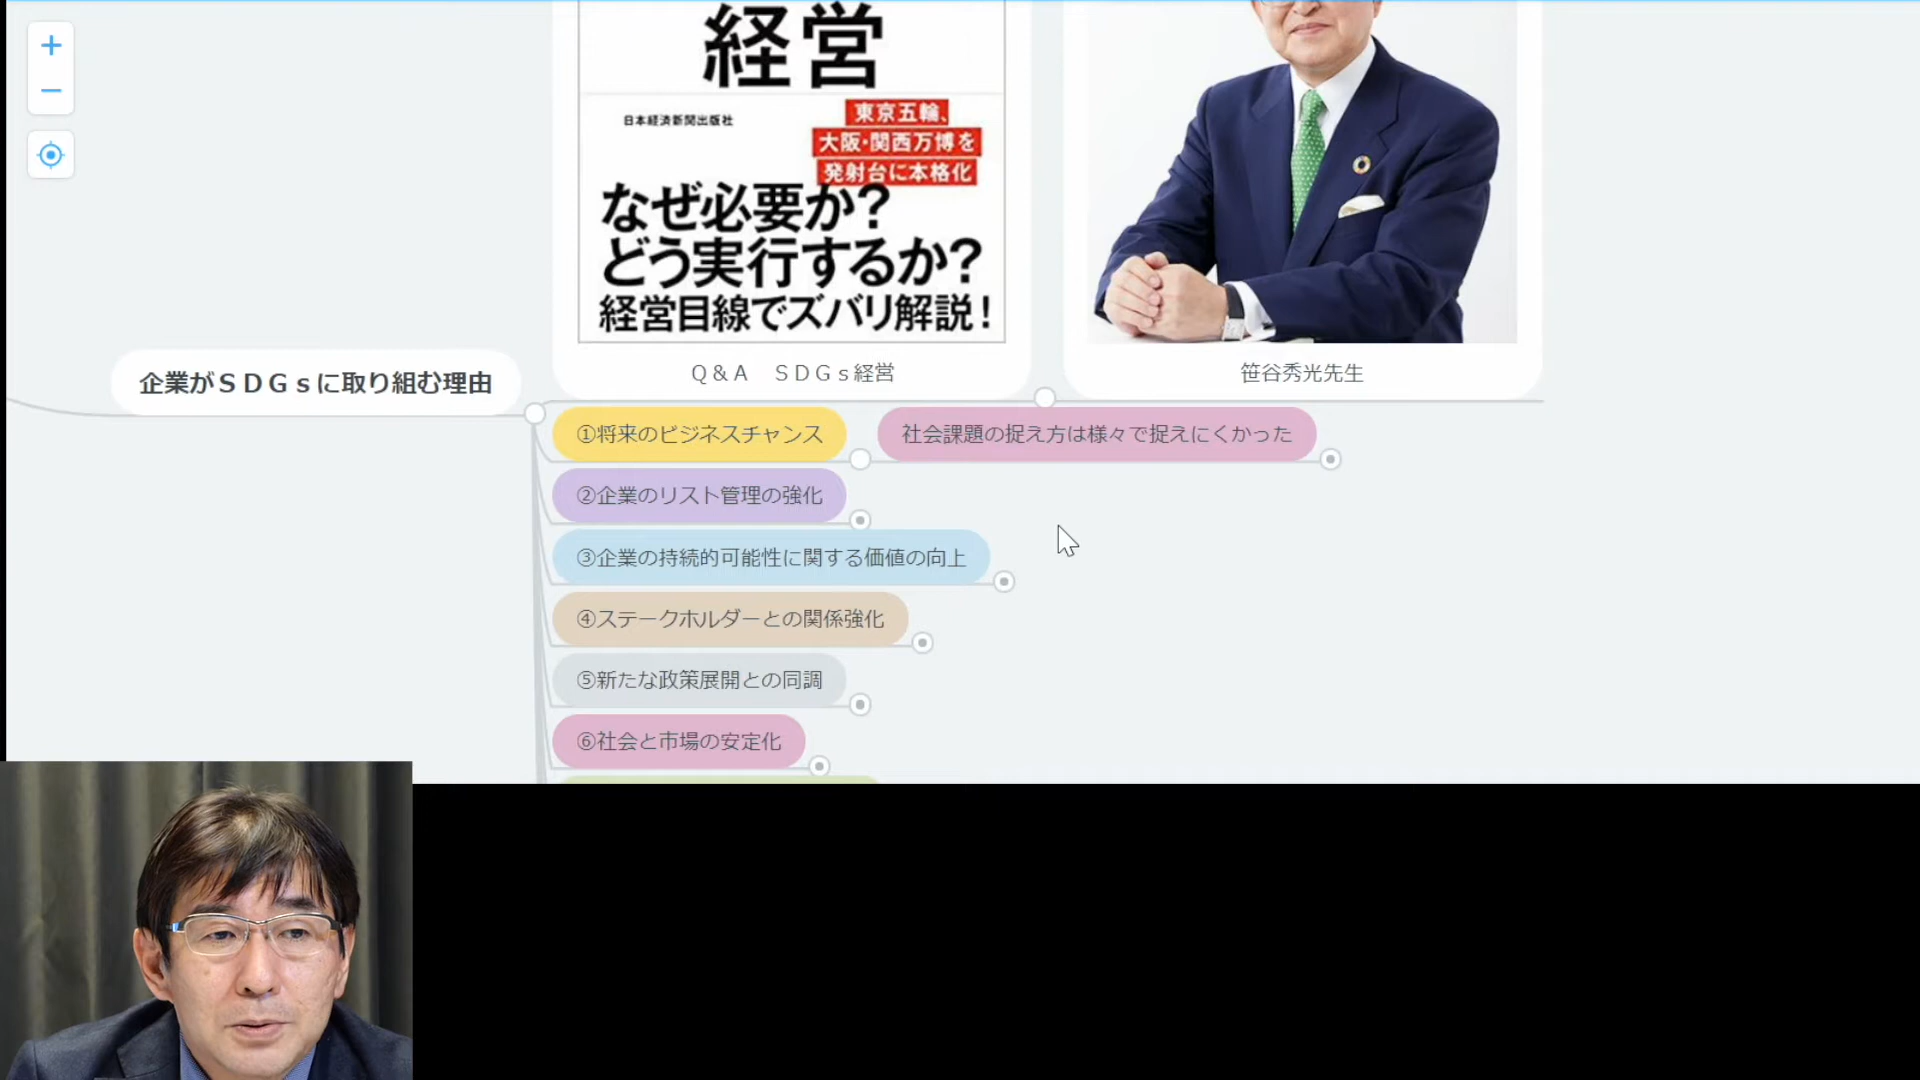 経営
日本経済新聞出版社
東京五輪、
大阪・関西万博を
発射台に本格化
なぜ必要か?
どう実行するか?
経営目線でズバリ解説!
Q&A　SDGs経営
笹谷秀光先生
企業がSDGsに取り組む理由
①将来のビジネスチャンス
社会課題の捉え方は様々で捉えにくかった
②企業のリスト管理の強化
③企業の持続的可能性に関する価値の向上
④ステークホルダーとの関係強化
⑤新たな政策展開との同調
⑥社会と市場の安定化